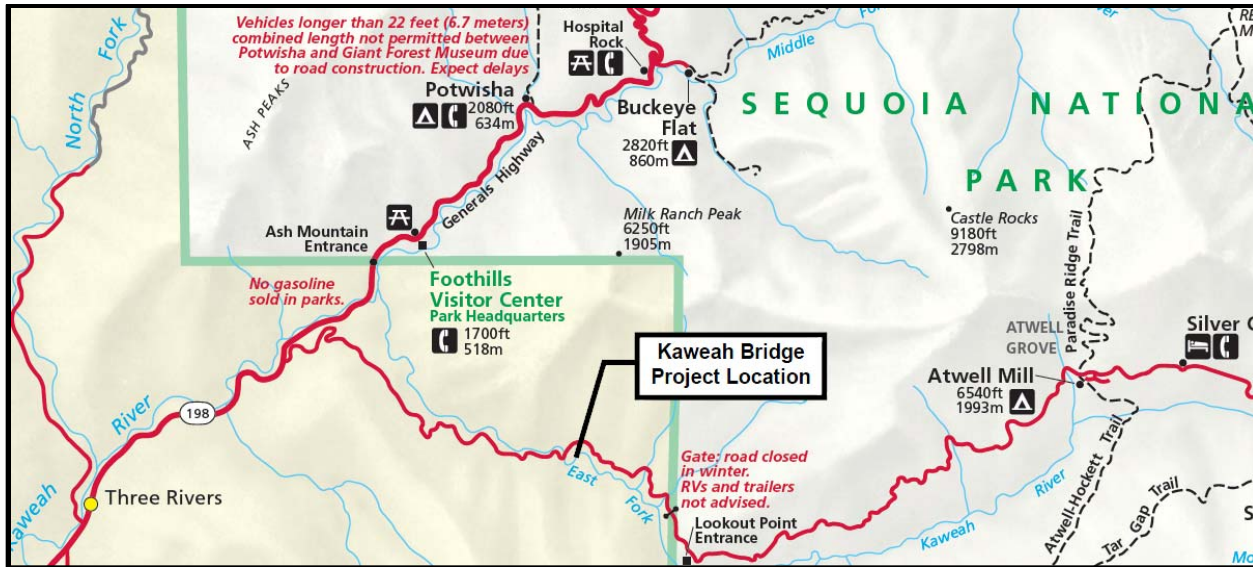 Vehicles longer than 22 feet (6.7 meters)
combined length not permitted between
Potwisha and Giant Forest Museum due
to road construction. Expect delays
North
Fork
ASH PEAKS
Potwisha
2080ft
634m
Hospital
Rock
Middle
Buckeye
Flat
2820ft
860m
SEQUOIA NATIONA
PARK
Generals Highway
Milk Ranch Peak
6250ft
1905m
Castle Rocks
9180ft
2798m
Paradise Ridge Trail
Ash Mountain
Entrance
No gasoline
sold in parks.
Foothills
Visitor Center
Park Headquarters
1700ft
518m
Kaweah Bridge
Project Location
ATWELL
GROVE
Silver
Atwell Mill
6540ft
1993m
198
River
Kaweah
Three Rivers
East
Fork
Gate; road closed
in winter.
RVs and trailers
not advised.
Lookout Point
Entrance
Kaweah
River
Atwell-Hockett Trail
Tar Gap Trail